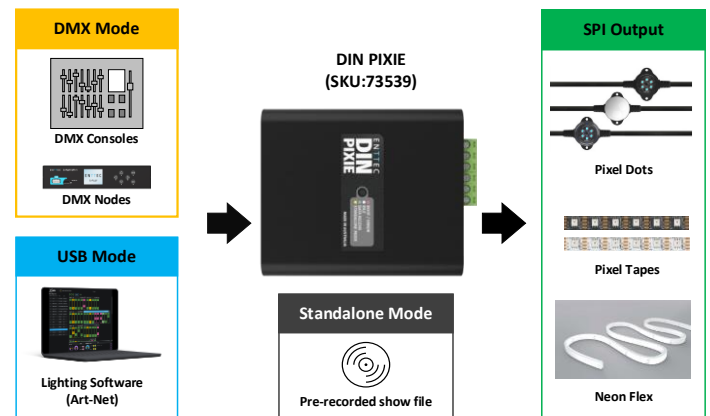 DMX Mode
DMX Consoles
DMX Nodes
USB Mode
Lighting Software
(Art-Net)
DIN PIXIE
(SKU:73539)
ENTTEC
DIN
PIXIE
Standalone Mode
Pre-recorded show file
SPI Output
Pixel Dots
Pixel Tapes
Neon Flex